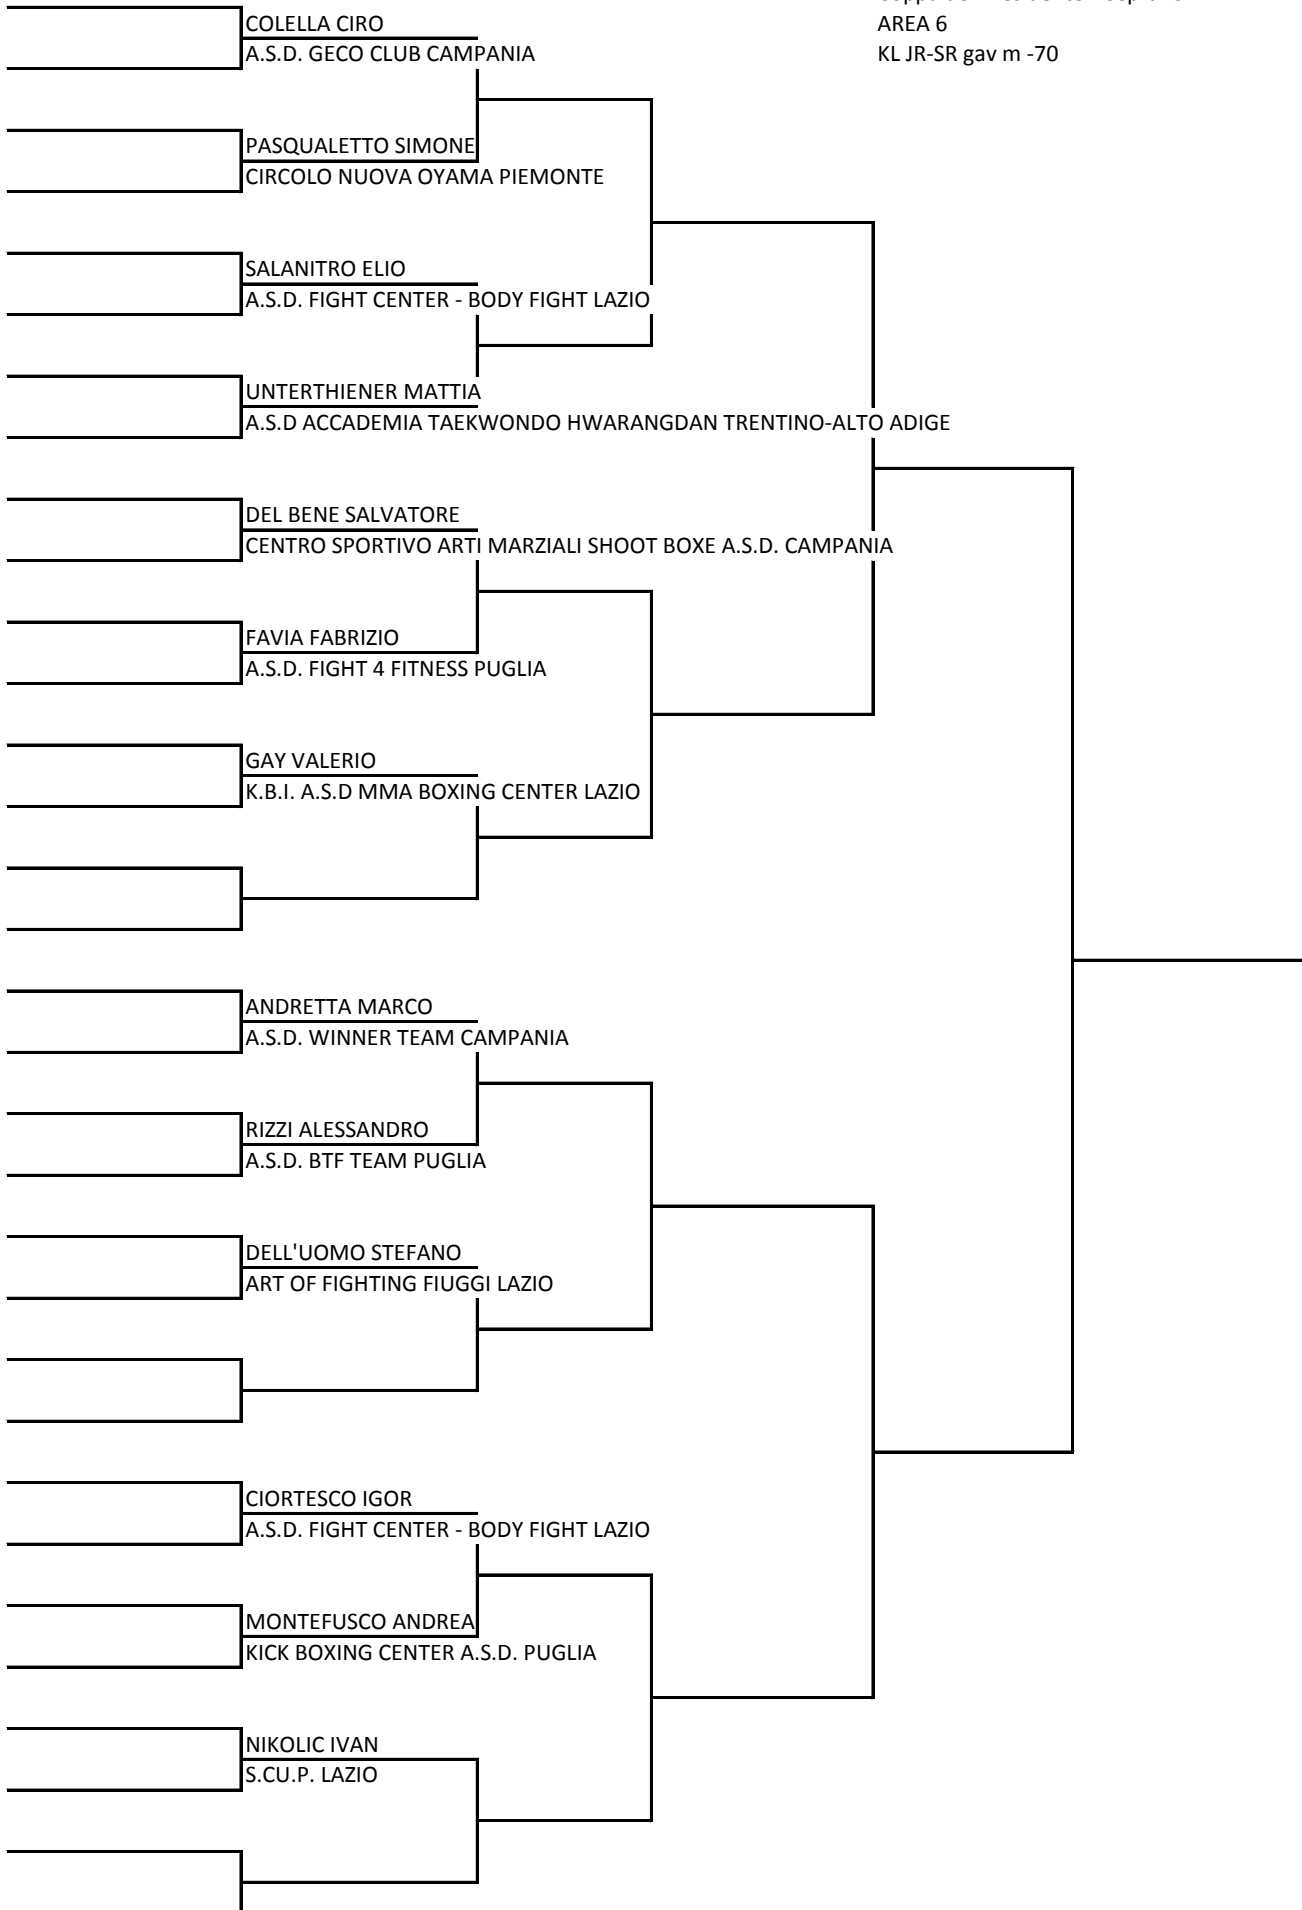 COLELLA CIRO
AREA 6
A.S.D. GECO CLUB CAMPANIA
KL JR-SR gav m -70
PASQUALETTO SIMONE
CIRCOLO NUOVA OYAMA PIEMONTE
SALANITRO ELIO
A.S.D. FIGHT CENTER - BODY FIGHT LAZIO
UNTERTHIENER MATTIA
A.S.D ACCADEMIA TAEKWONDO HWARANGDAN TRENTINO-ALTO ADIGE
DEL BENE SALVATORE
CENTRO SPORTIVO ARTI MARZIALI SHOOT BOXE A.S.D. CAMPANIA
FAVIA FABRIZIO
A.S.D. FIGHT 4 FITNESS PUGLIA
GAY VALERIO
K.B.I. A.S.D MMA BOXING CENTER LAZIO
ANDRETTA MARCO
A.S.D. WINNER TEAM CAMPANIA
RIZZI ALESSANDRO
A.S.D. BTF TEAM PUGLIA
DELL'UOMO STEFANO
ART OF FIGHTING FIUGGI LAZIO
CIORTESCO IGOR
A.S.D. FIGHT CENTER - BODY FIGHT LAZIO
MONTEFUSCO ANDREA
KICK BOXING CENTER A.S.D. PUGLIA
NIKOLIC IVAN
S.CU.P. LAZIO